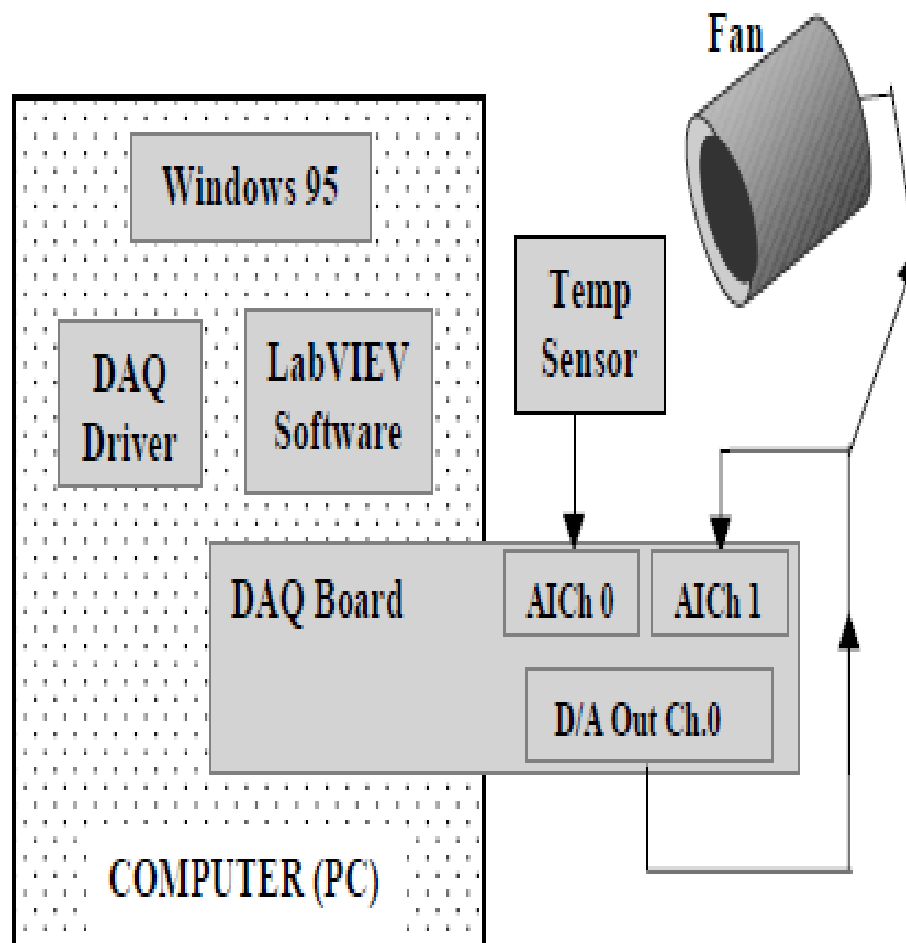 Fan
Windows 95
Temp
Sensor
DAQ
Driver
LabVIEV
Software
DAQ Board
AICh 0
AICh 1
D/A Out Ch.0
COMPUTER (PC)